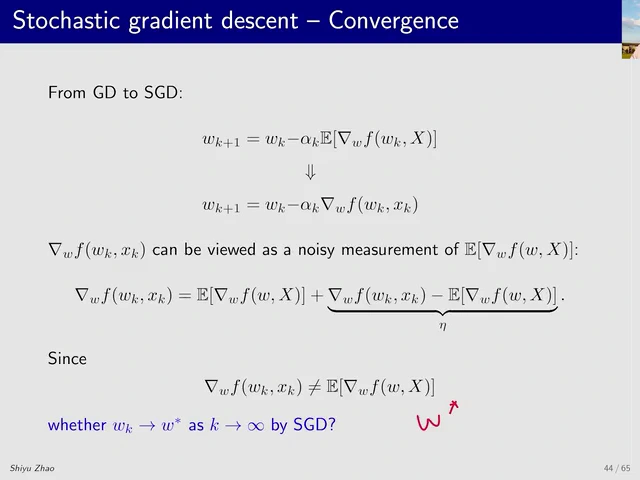 Stochastic gradient descent – Convergence
From GD to SGD:
w_{k+1} = w_k − α_k 𝔼[∇_w f(w_k, X)]
⇓
w_{k+1} = w_k − α_k ∇_w f(w_k, x_k)
∇_w f(w_k, x_k) can be viewed as a noisy measurement of 𝔼[∇_w f(w, X)]:
∇_w f(w_k, x_k) = 𝔼[∇_w f(w, X)] + ∇_w f(w_k, x_k) − 𝔼[∇_w f(w, X)] .
η
Since
∇_w f(w_k, x_k) ≠ 𝔼[∇_w f(w, X)]
whether w_k → w* as k → ∞ by SGD?
w*
Shiyu Zhao
44 / 65